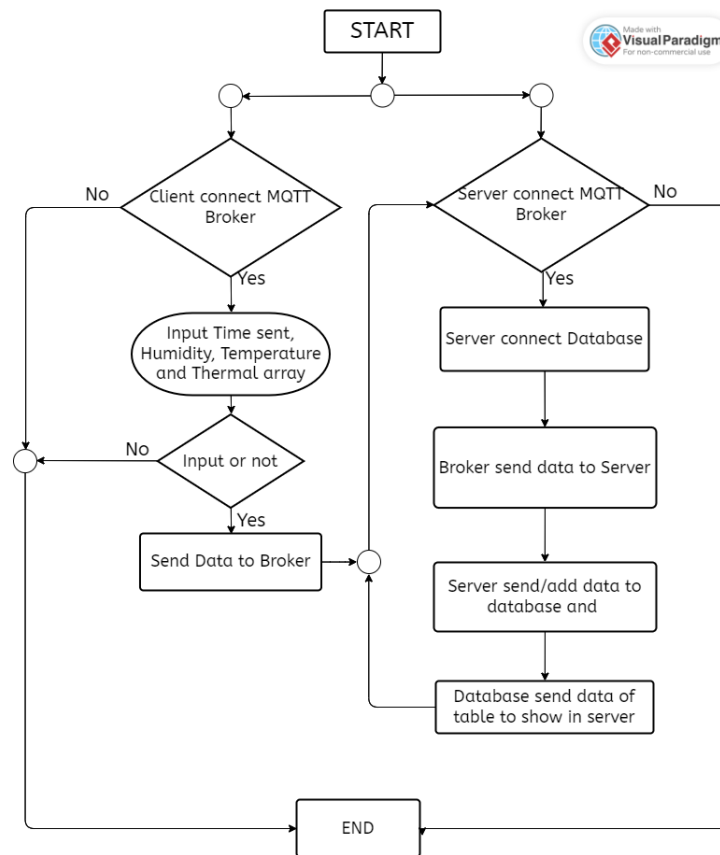 START
Made with
Visual Paradigm
For non-commercial use
No
Client connect MQTT
Broker
Server connect MQTT
Broker
No
Yes
Yes
Input Time sent,
Humidity, Temperature
and Thermal array
Server connect Database
No
Input or not
Broker send data to Server
Yes
Send Data to Broker
Server send/add data to
database and
Database send data of
table to show in server
END